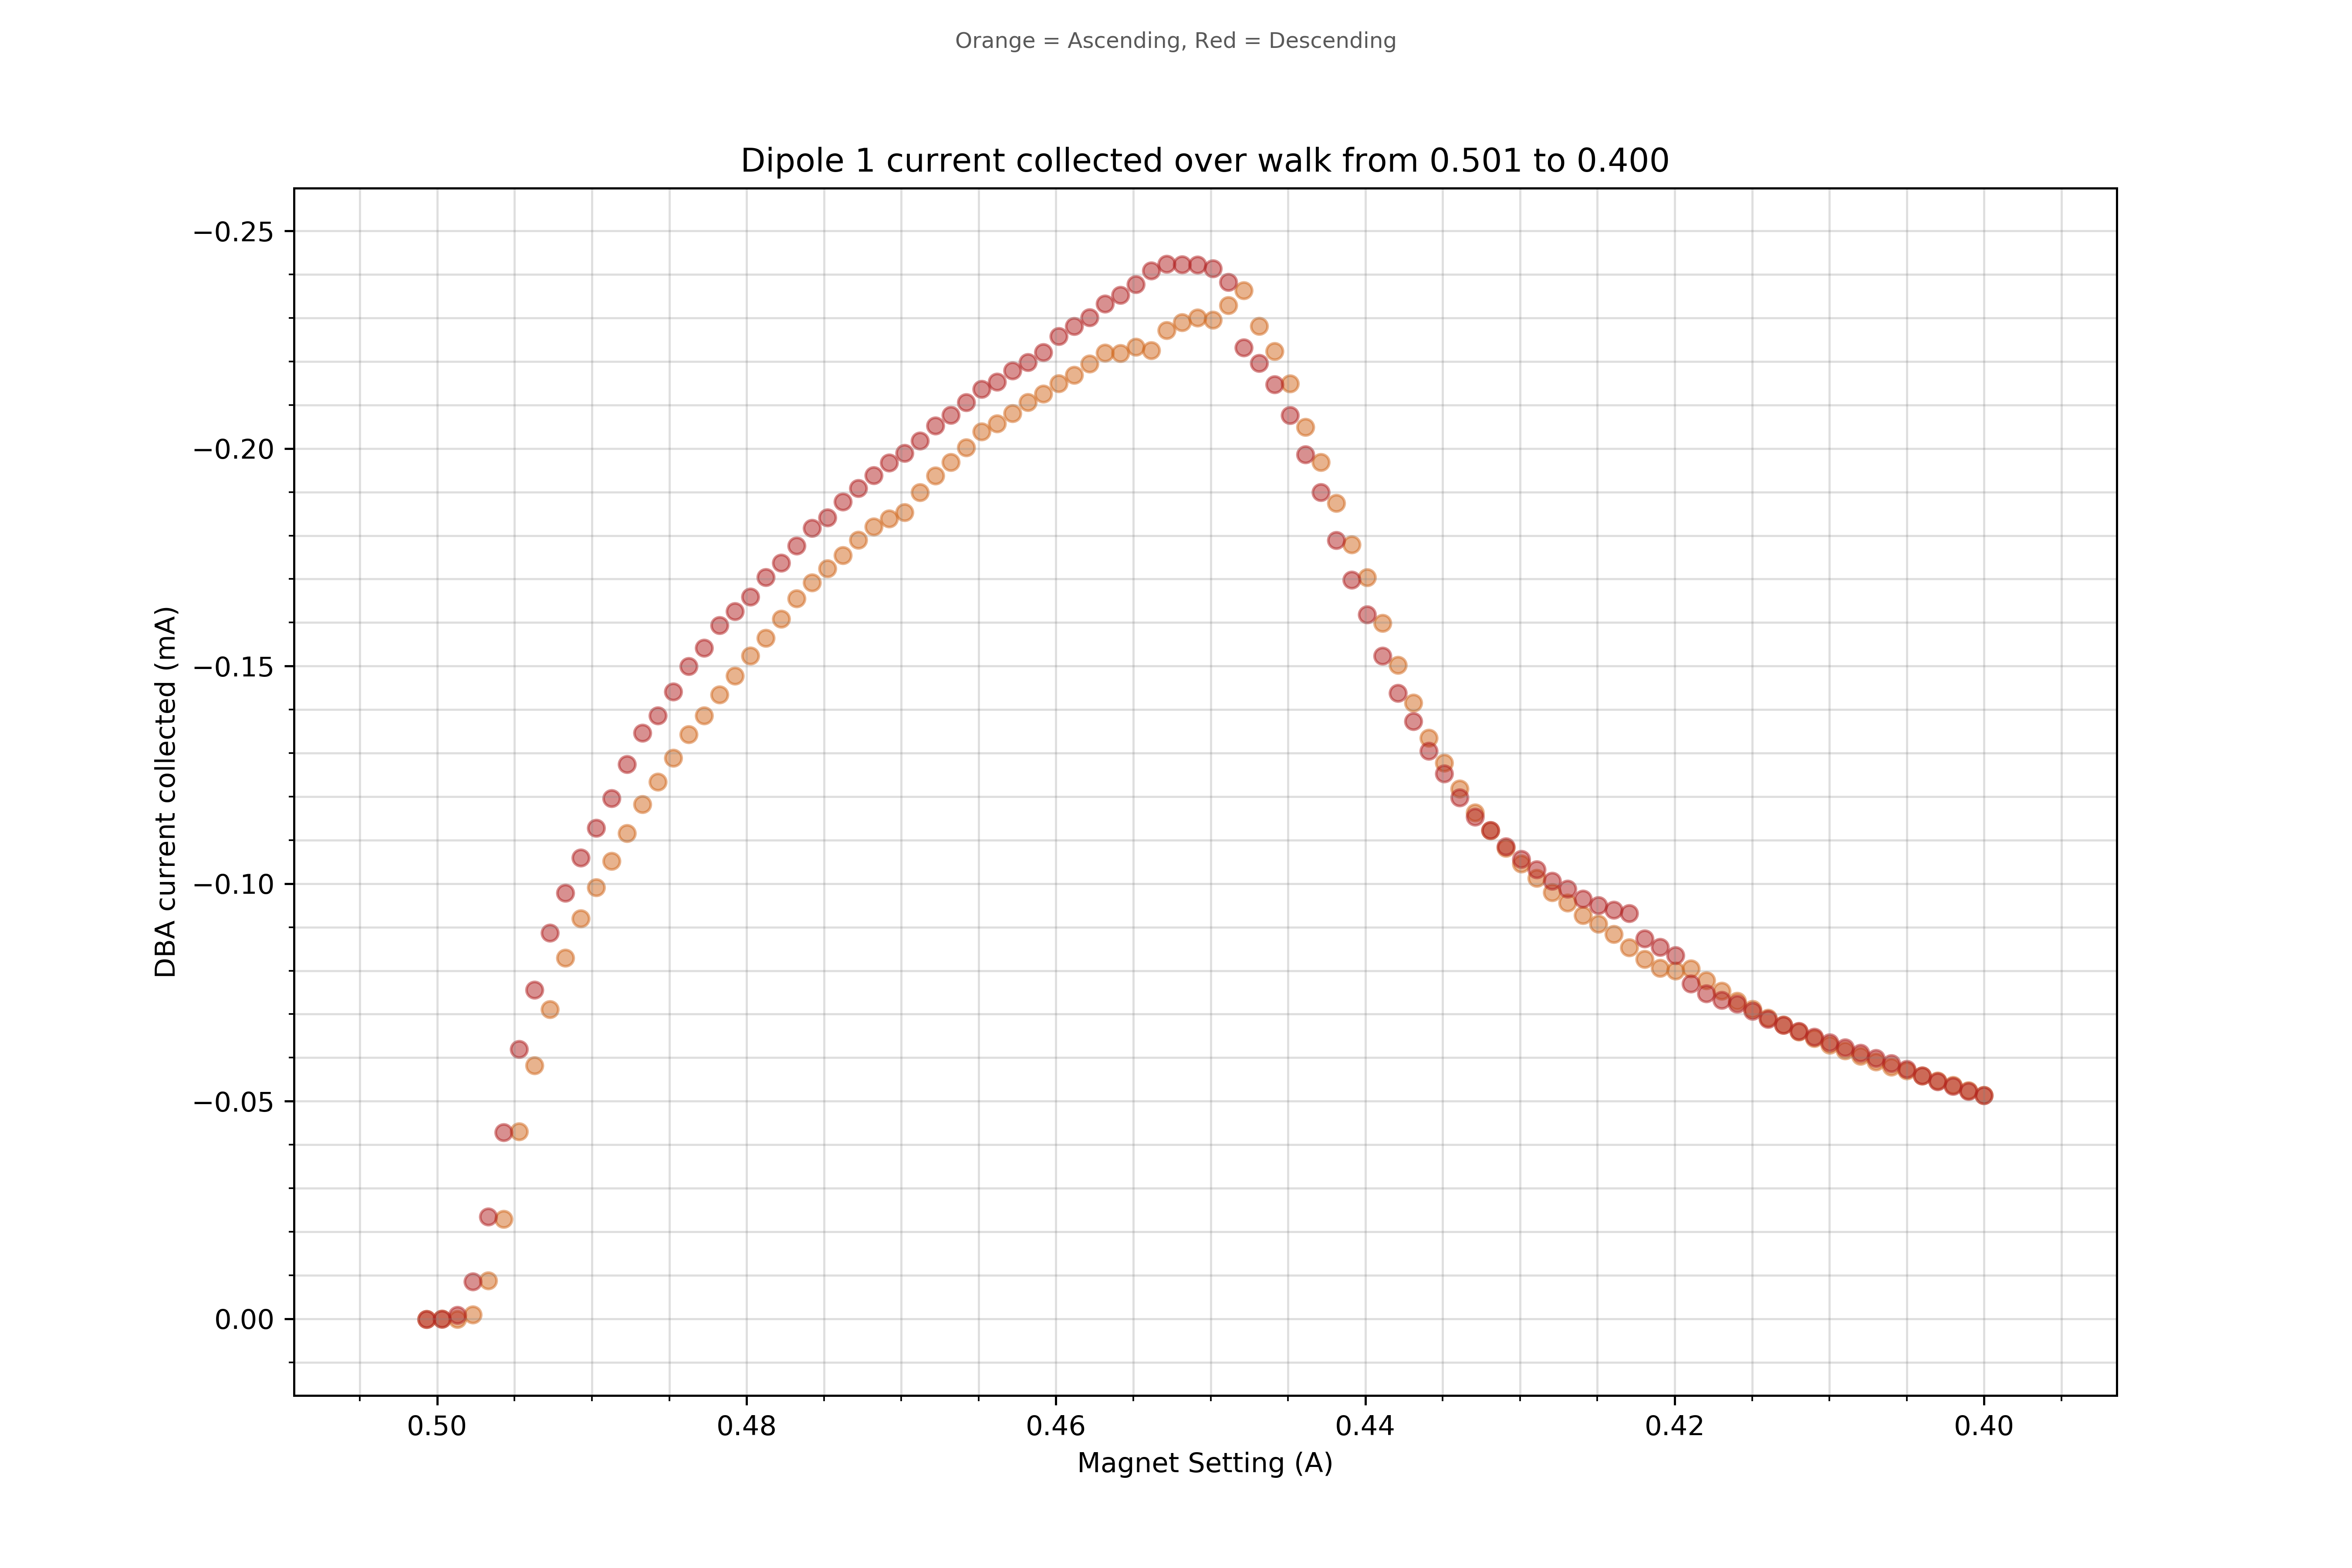 Orange = Ascending, Red = Descending
Dipole 1 current collected over walk from 0.501 to 0.400
DBA current collected (mA)
−0.25
−0.20
−0.15
−0.10
−0.05
0.00
0.50 0.48 0.46 0.44 0.42 0.40
Magnet Setting (A)